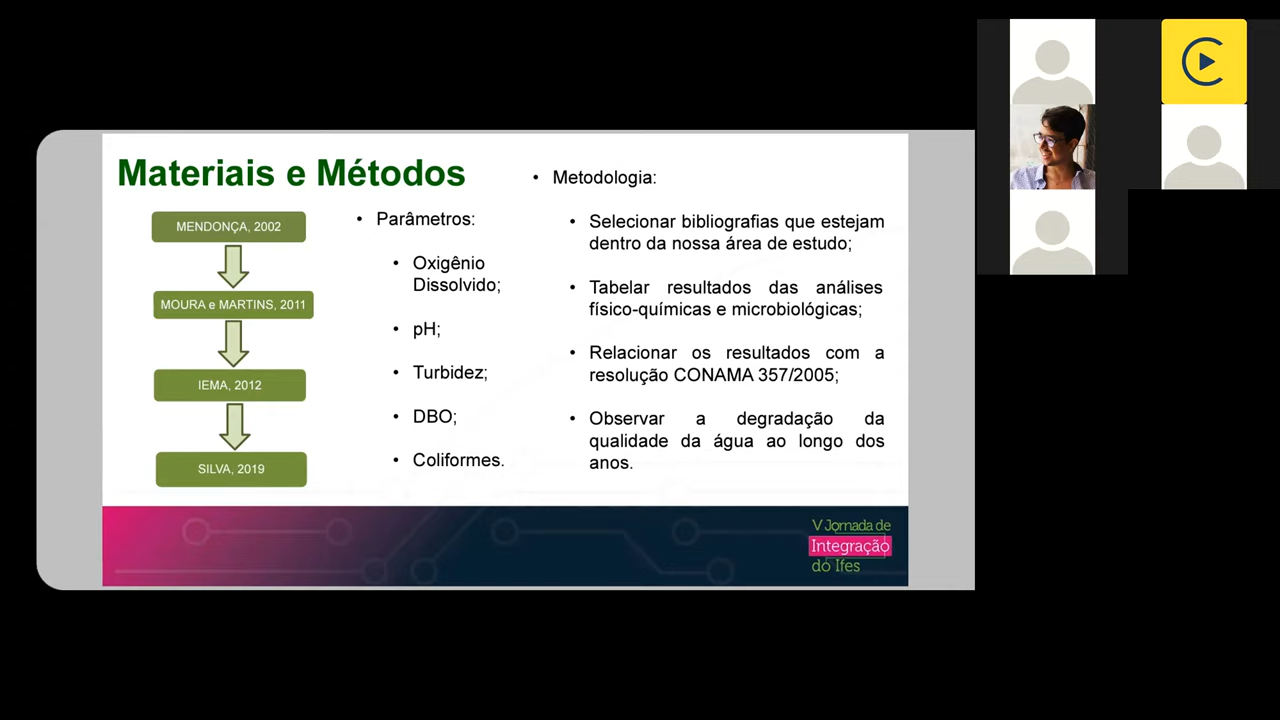 Materiais e Métodos
MENDONÇA, 2002
MOURA e MARTINS, 2011
IEMA, 2012
SILVA, 2019
• Parâmetros:
• Oxigênio
Dissolvido;
• pH;
• Turbidez;
• DBO;
• Coliformes.
• Metodologia:
• Selecionar bibliografias que estejam
dentro da nossa área de estudo;
• Tabelar resultados das análises
físico-químicas e microbiológicas;
• Relacionar os resultados com a
resolução CONAMA 357/2005;
• Observar a degradação da
qualidade da água ao longo dos
anos.
V Jornada de
Integração
do Ifes